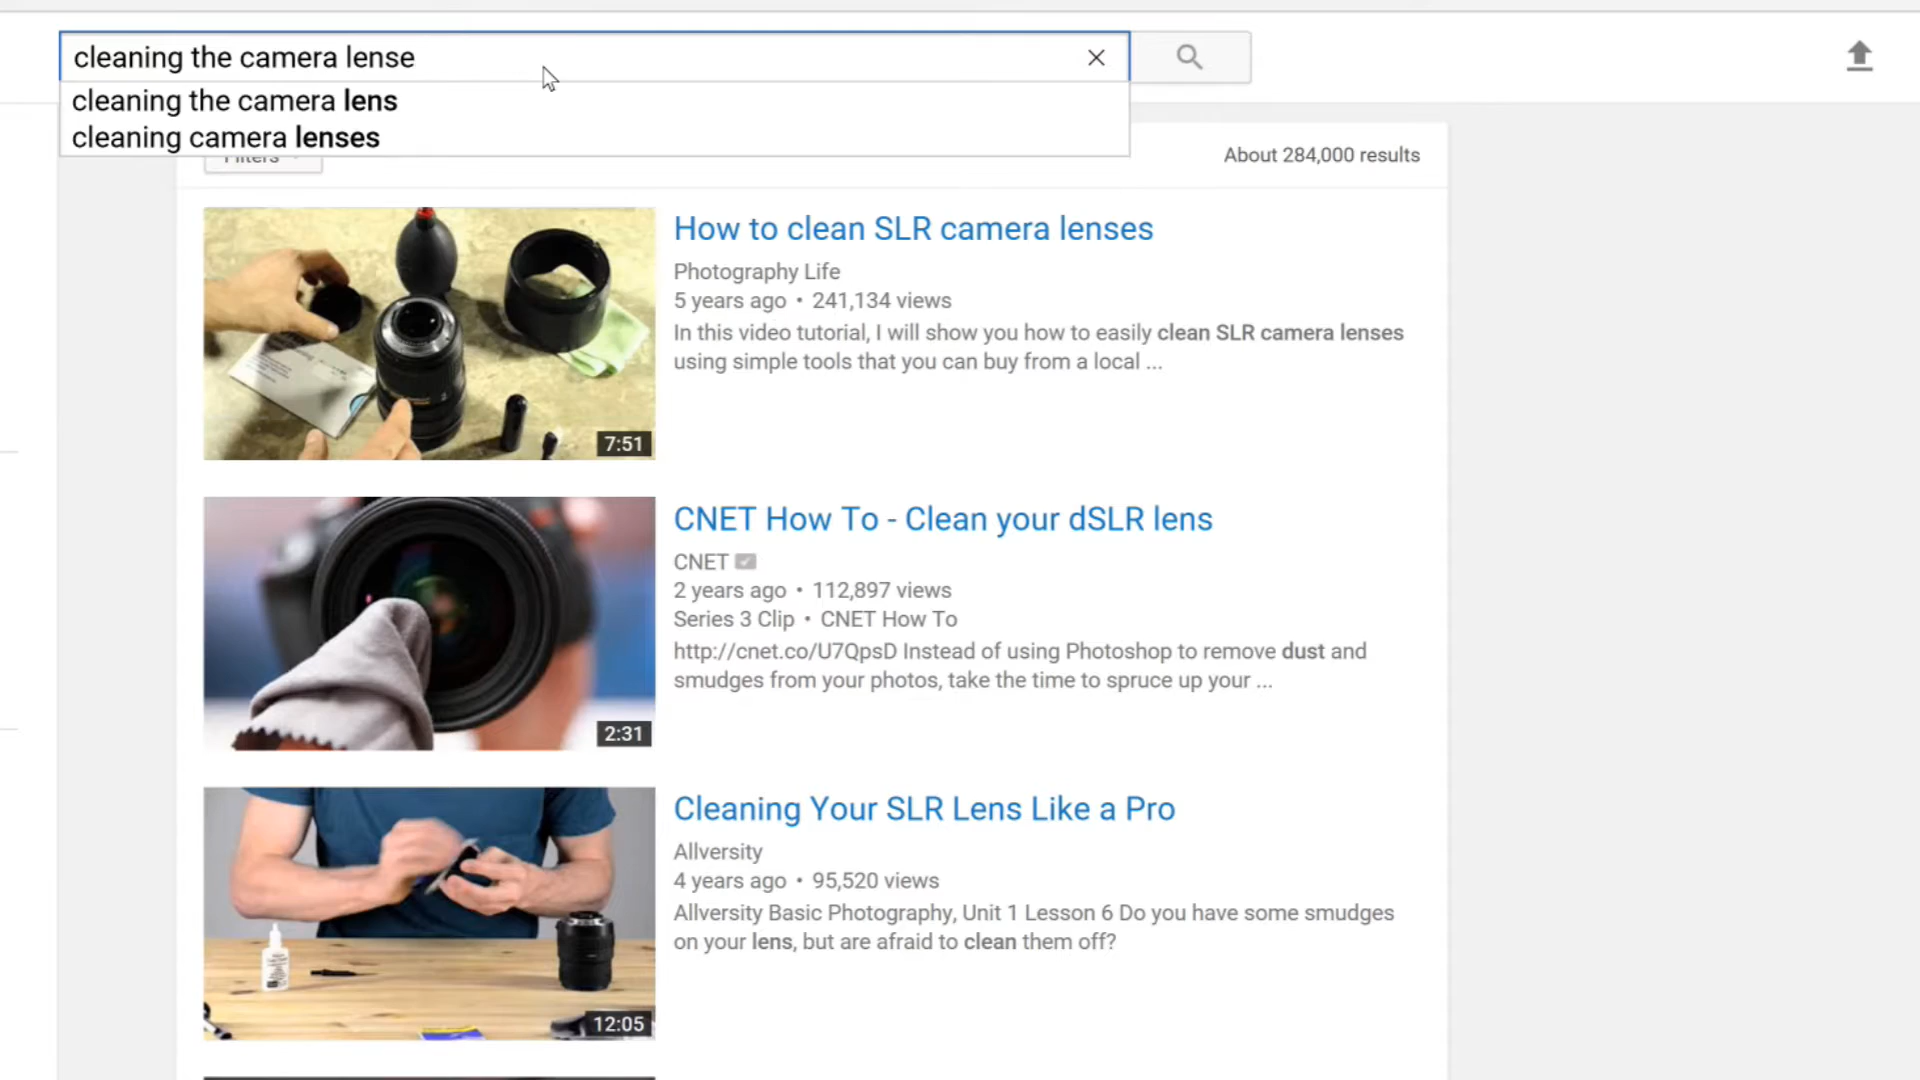 cleaning the camera lense
cleaning the camera lens
cleaning camera lenses
Filters
About 284,000 results
How to clean SLR camera lenses
Photography Life
5 years ago • 241,134 views
In this video tutorial, I will show you how to easily clean SLR camera lenses
using simple tools that you can buy from a local ...
7:51
CNET How To - Clean your dSLR lens
CNET
2 years ago • 112,897 views
Series 3 Clip • CNET How To
http://cnet.co/U7QpsD Instead of using Photoshop to remove dust and
smudges from your photos, take the time to spruce up your ...
2:31
Cleaning Your SLR Lens Like a Pro
Allversity
4 years ago • 95,520 views
Allversity Basic Photography, Unit 1 Lesson 6 Do you have some smudges
on your lens, but are afraid to clean them off?
12:05